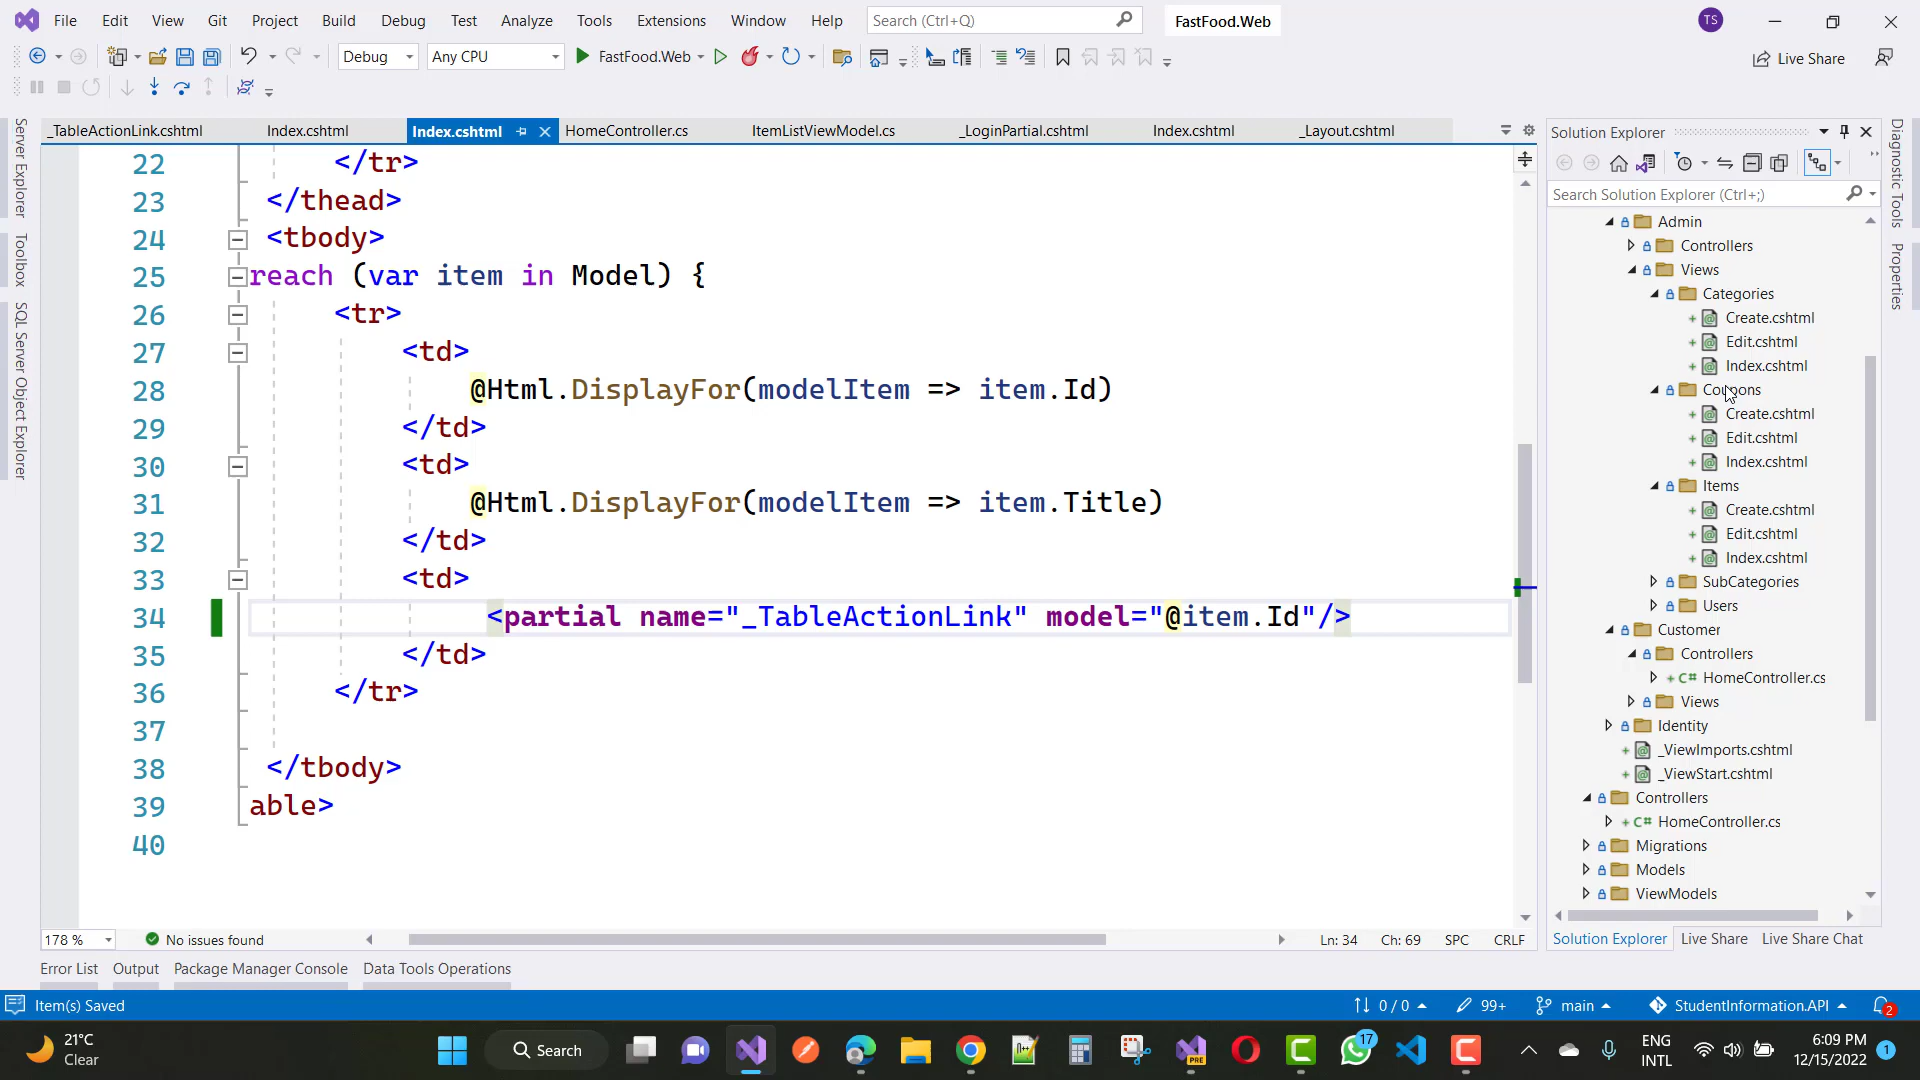 File Edit View Git Project Build Debug Test Analyze Tools Extensions Window Help Search (Ctrl+Q) FastFood.Web TS
Debug Any CPU FastFood.Web Live Share
_TableActionLink.cshtml Index.cshtml Index.cshtml HomeController.cs ItemListViewModel.cs _LoginPartial.cshtml Index.cshtml _Layout.cshtml
Server Explorer
Toolbox
SQL Server Object Explorer
22 </tr>
23 </thead>
24 <tbody>
25 reach (var item in Model) {
26 <tr>
27 <td>
28 @Html.DisplayFor(modelItem => item.Id)
29 </td>
30 <td>
31 @Html.DisplayFor(modelItem => item.Title)
32 </td>
33 <td>
34 <partial name="_TableActionLink" model="@item.Id"/>
35 </td>
36 </tr>
37
38 </tbody>
39 able>
40
178 % No issues found Ln: 34 Ch: 69 SPC CRLF
Solution Explorer
Search Solution Explorer (Ctrl+;)
Admin
Controllers
Views
Categories
Create.cshtml
Edit.cshtml
Index.cshtml
Coupons
Create.cshtml
Edit.cshtml
Index.cshtml
Items
Create.cshtml
Edit.cshtml
Index.cshtml
SubCategories
Users
Customer
Controllers
C# HomeController.cs
Views
Identity
_ViewImports.cshtml
_ViewStart.cshtml
Controllers
C# HomeController.cs
Migrations
Models
ViewModels
Solution Explorer Live Share Live Share Chat
Diagnostic Tools
Properties
Error List Output Package Manager Console Data Tools Operations
Item(s) Saved 0 / 0 99+ main StudentInformation.API 2
21°C
Clear
Search
PRE
17
ENG
INTL
6:09 PM
12/15/2022
1